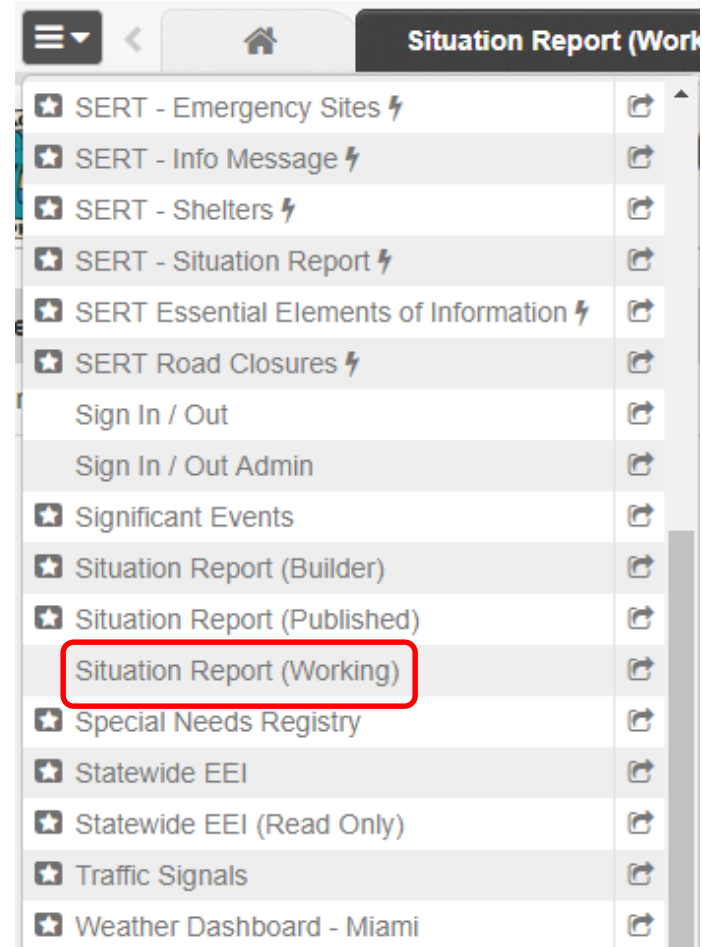 Situation Report (Work
SERT - Emergency Sites
SERT - Info Message
SERT - Shelters
SERT - Situation Report
SERT Essential Elements of Information
SERT Road Closures
Sign In / Out
Sign In / Out Admin
Significant Events
Situation Report (Builder)
Situation Report (Published)
Situation Report (Working)
Special Needs Registry
Statewide EEI
Statewide EEI (Read Only)
Traffic Signals
Weather Dashboard - Miami